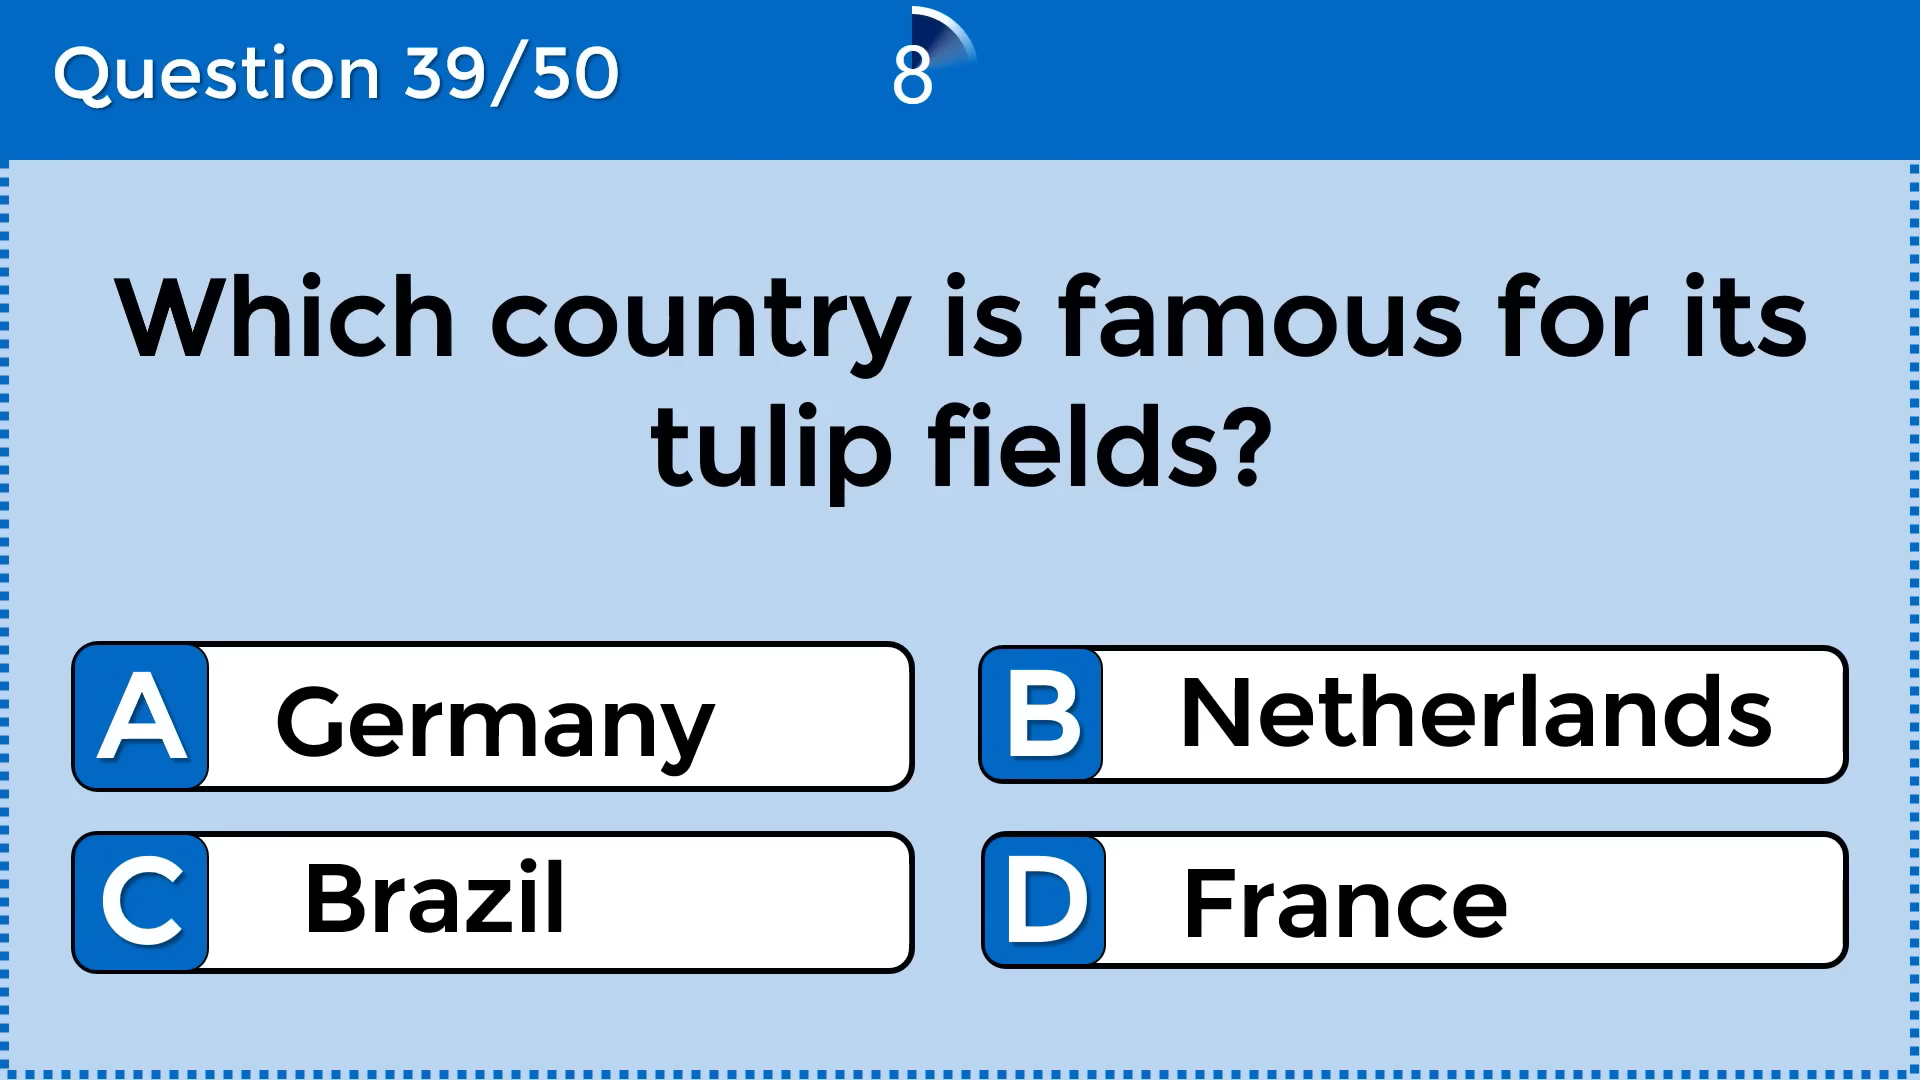 Question 39/50
8
Which country is famous for its
tulip fields?
A Germany
B Netherlands
C Brazil
D France